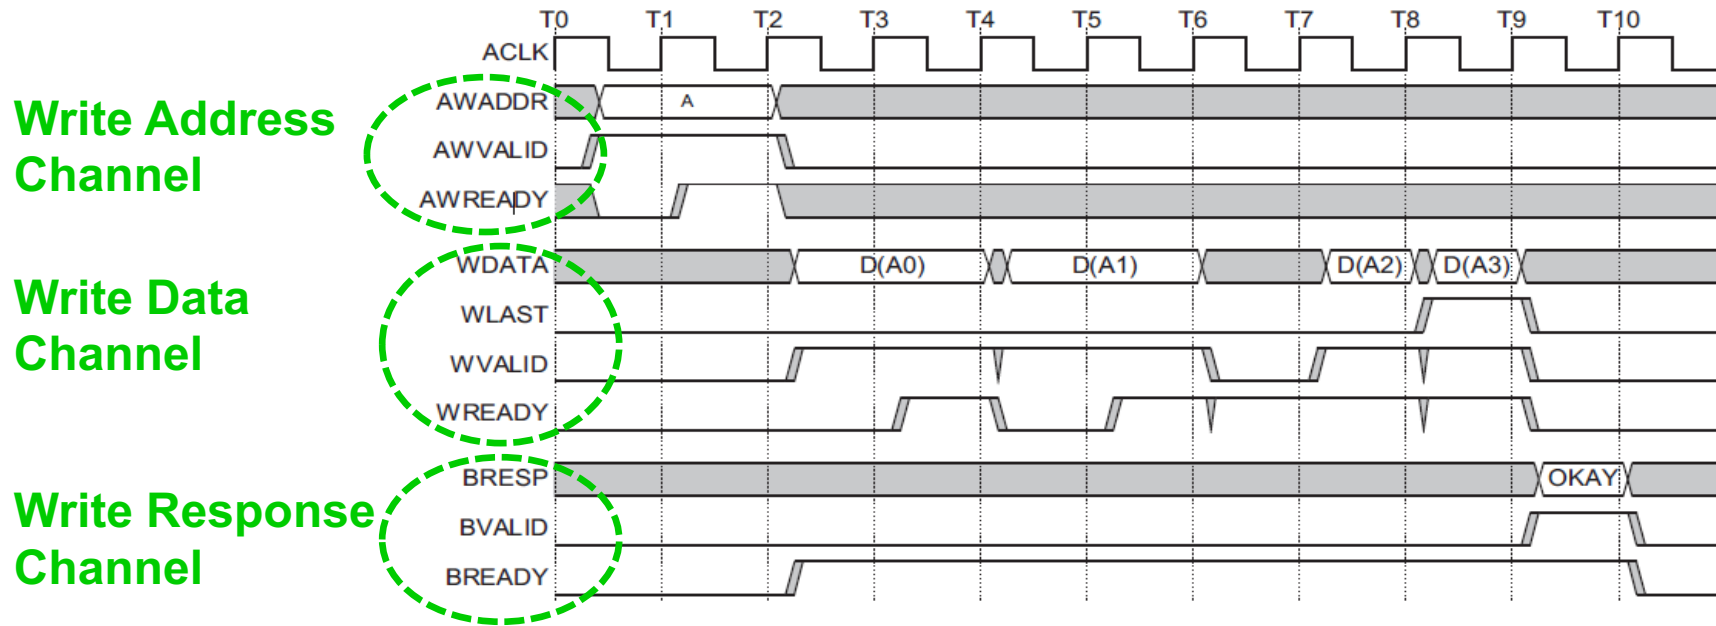 T0 T1 T2 T3 T4 T5 T6 T7 T8 T9 T10
ACLK
Write Address
Channel
AWADDR A
AWVALID
AWREADY
Write Data
Channel
WDATA D(A0) D(A1) D(A2) D(A3)
WLAST
WVALID
WREADY
Write Response
Channel
BRESP OKAY
BVALID
BREADY